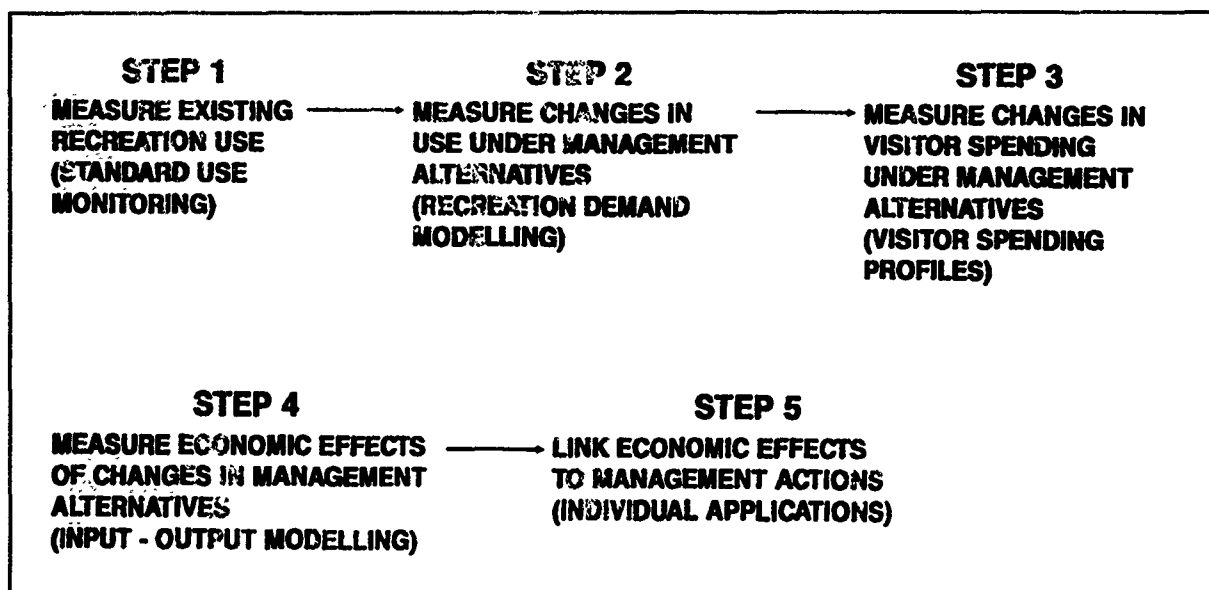 STEP 1
MEASURE EXISTING
RECREATION USE
(STANDARD USE
MONITORING)
STEP 2
MEASURE CHANGES IN
USE UNDER MANAGEMENT
ALTERNATIVES
(RECREATION DEMAND
MODELLING)
STEP 3
MEASURE CHANGES IN
VISITOR SPENDING
UNDER MANAGEMENT
ALTERNATIVES
(VISITOR SPENDING
PROFILES)
STEP 4
MEASURE ECONOMIC EFFECTS
OF CHANGES IN MANAGEMENT
ALTERNATIVES
(INPUT - OUTPUT MODELLING)
STEP 5
LINK ECONOMIC EFFECTS
TO MANAGEMENT ACTIONS
(INDIVIDUAL APPLICATIONS)